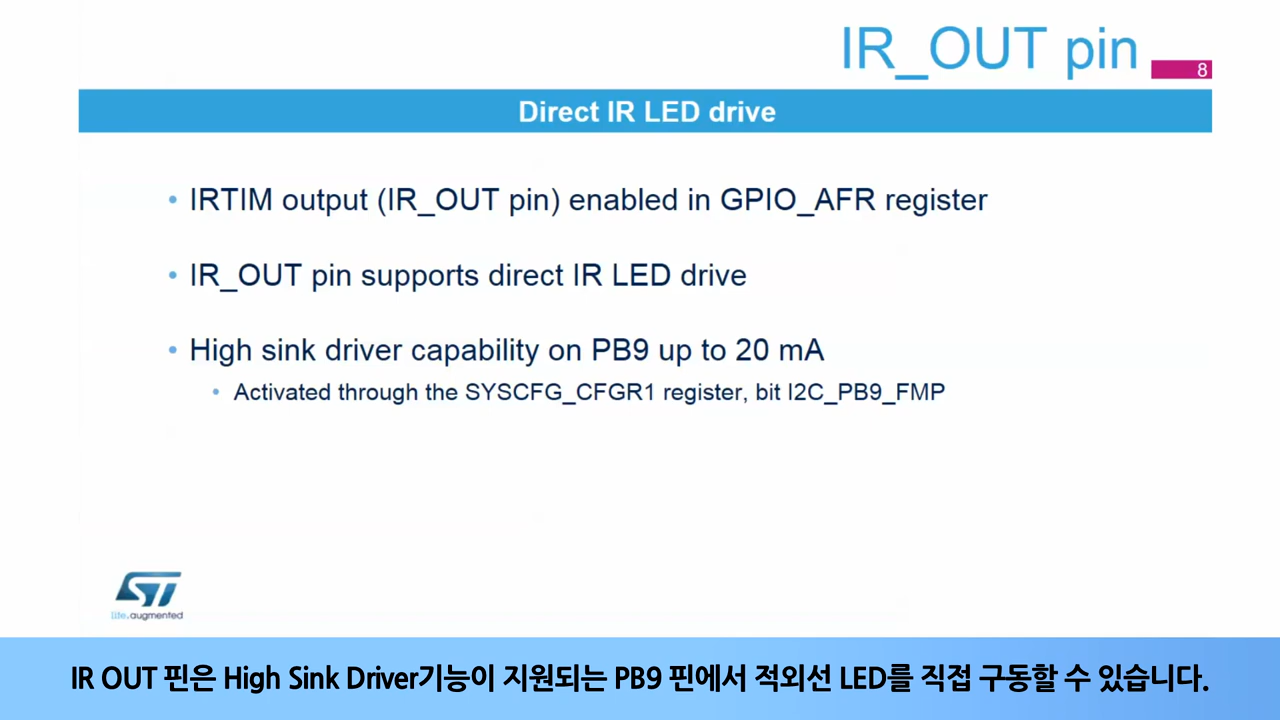 IR_OUT pin
8
Direct IR LED drive
• IRTIM output (IR_OUT pin) enabled in GPIO_AFR register
• IR_OUT pin supports direct IR LED drive
• High sink driver capability on PB9 up to 20 mA
• Activated through the SYSCFG_CFGR1 register, bit I2C_PB9_FMP
ST
life.augmented
IR OUT 핀은 High Sink Driver기능이 지원되는 PB9 핀에서 적외선 LED를 직접 구동할 수 있습니다.